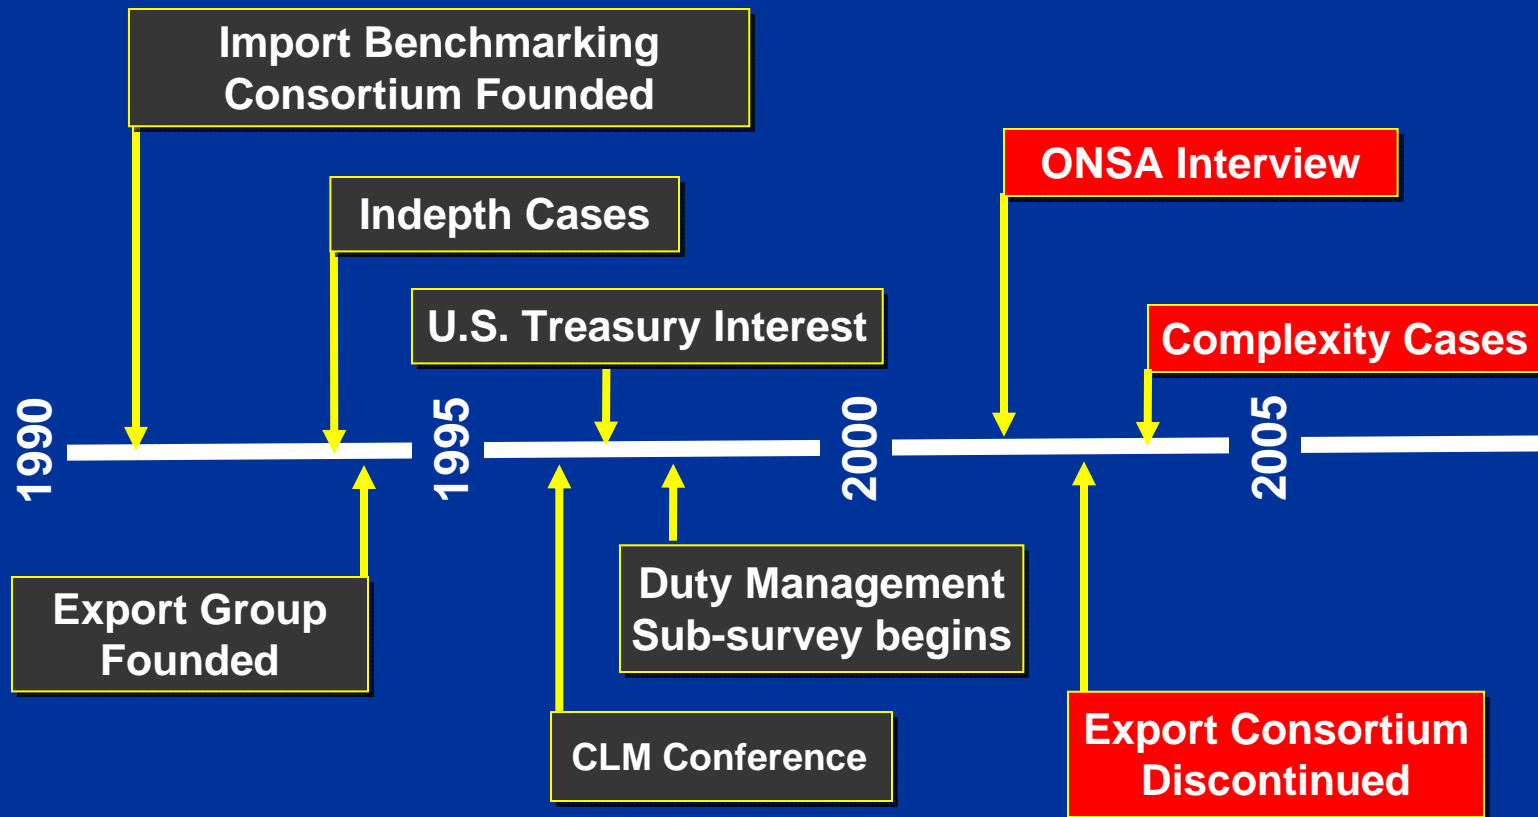 Import Benchmarking
Consortium Founded
ONSA Interview
Indepth Cases
U.S. Treasury Interest
Complexity Cases
1990
1995
2000
2005
Export Group
Founded
Duty Management
Sub-survey begins
CLM Conference
Export Consortium
Discontinued